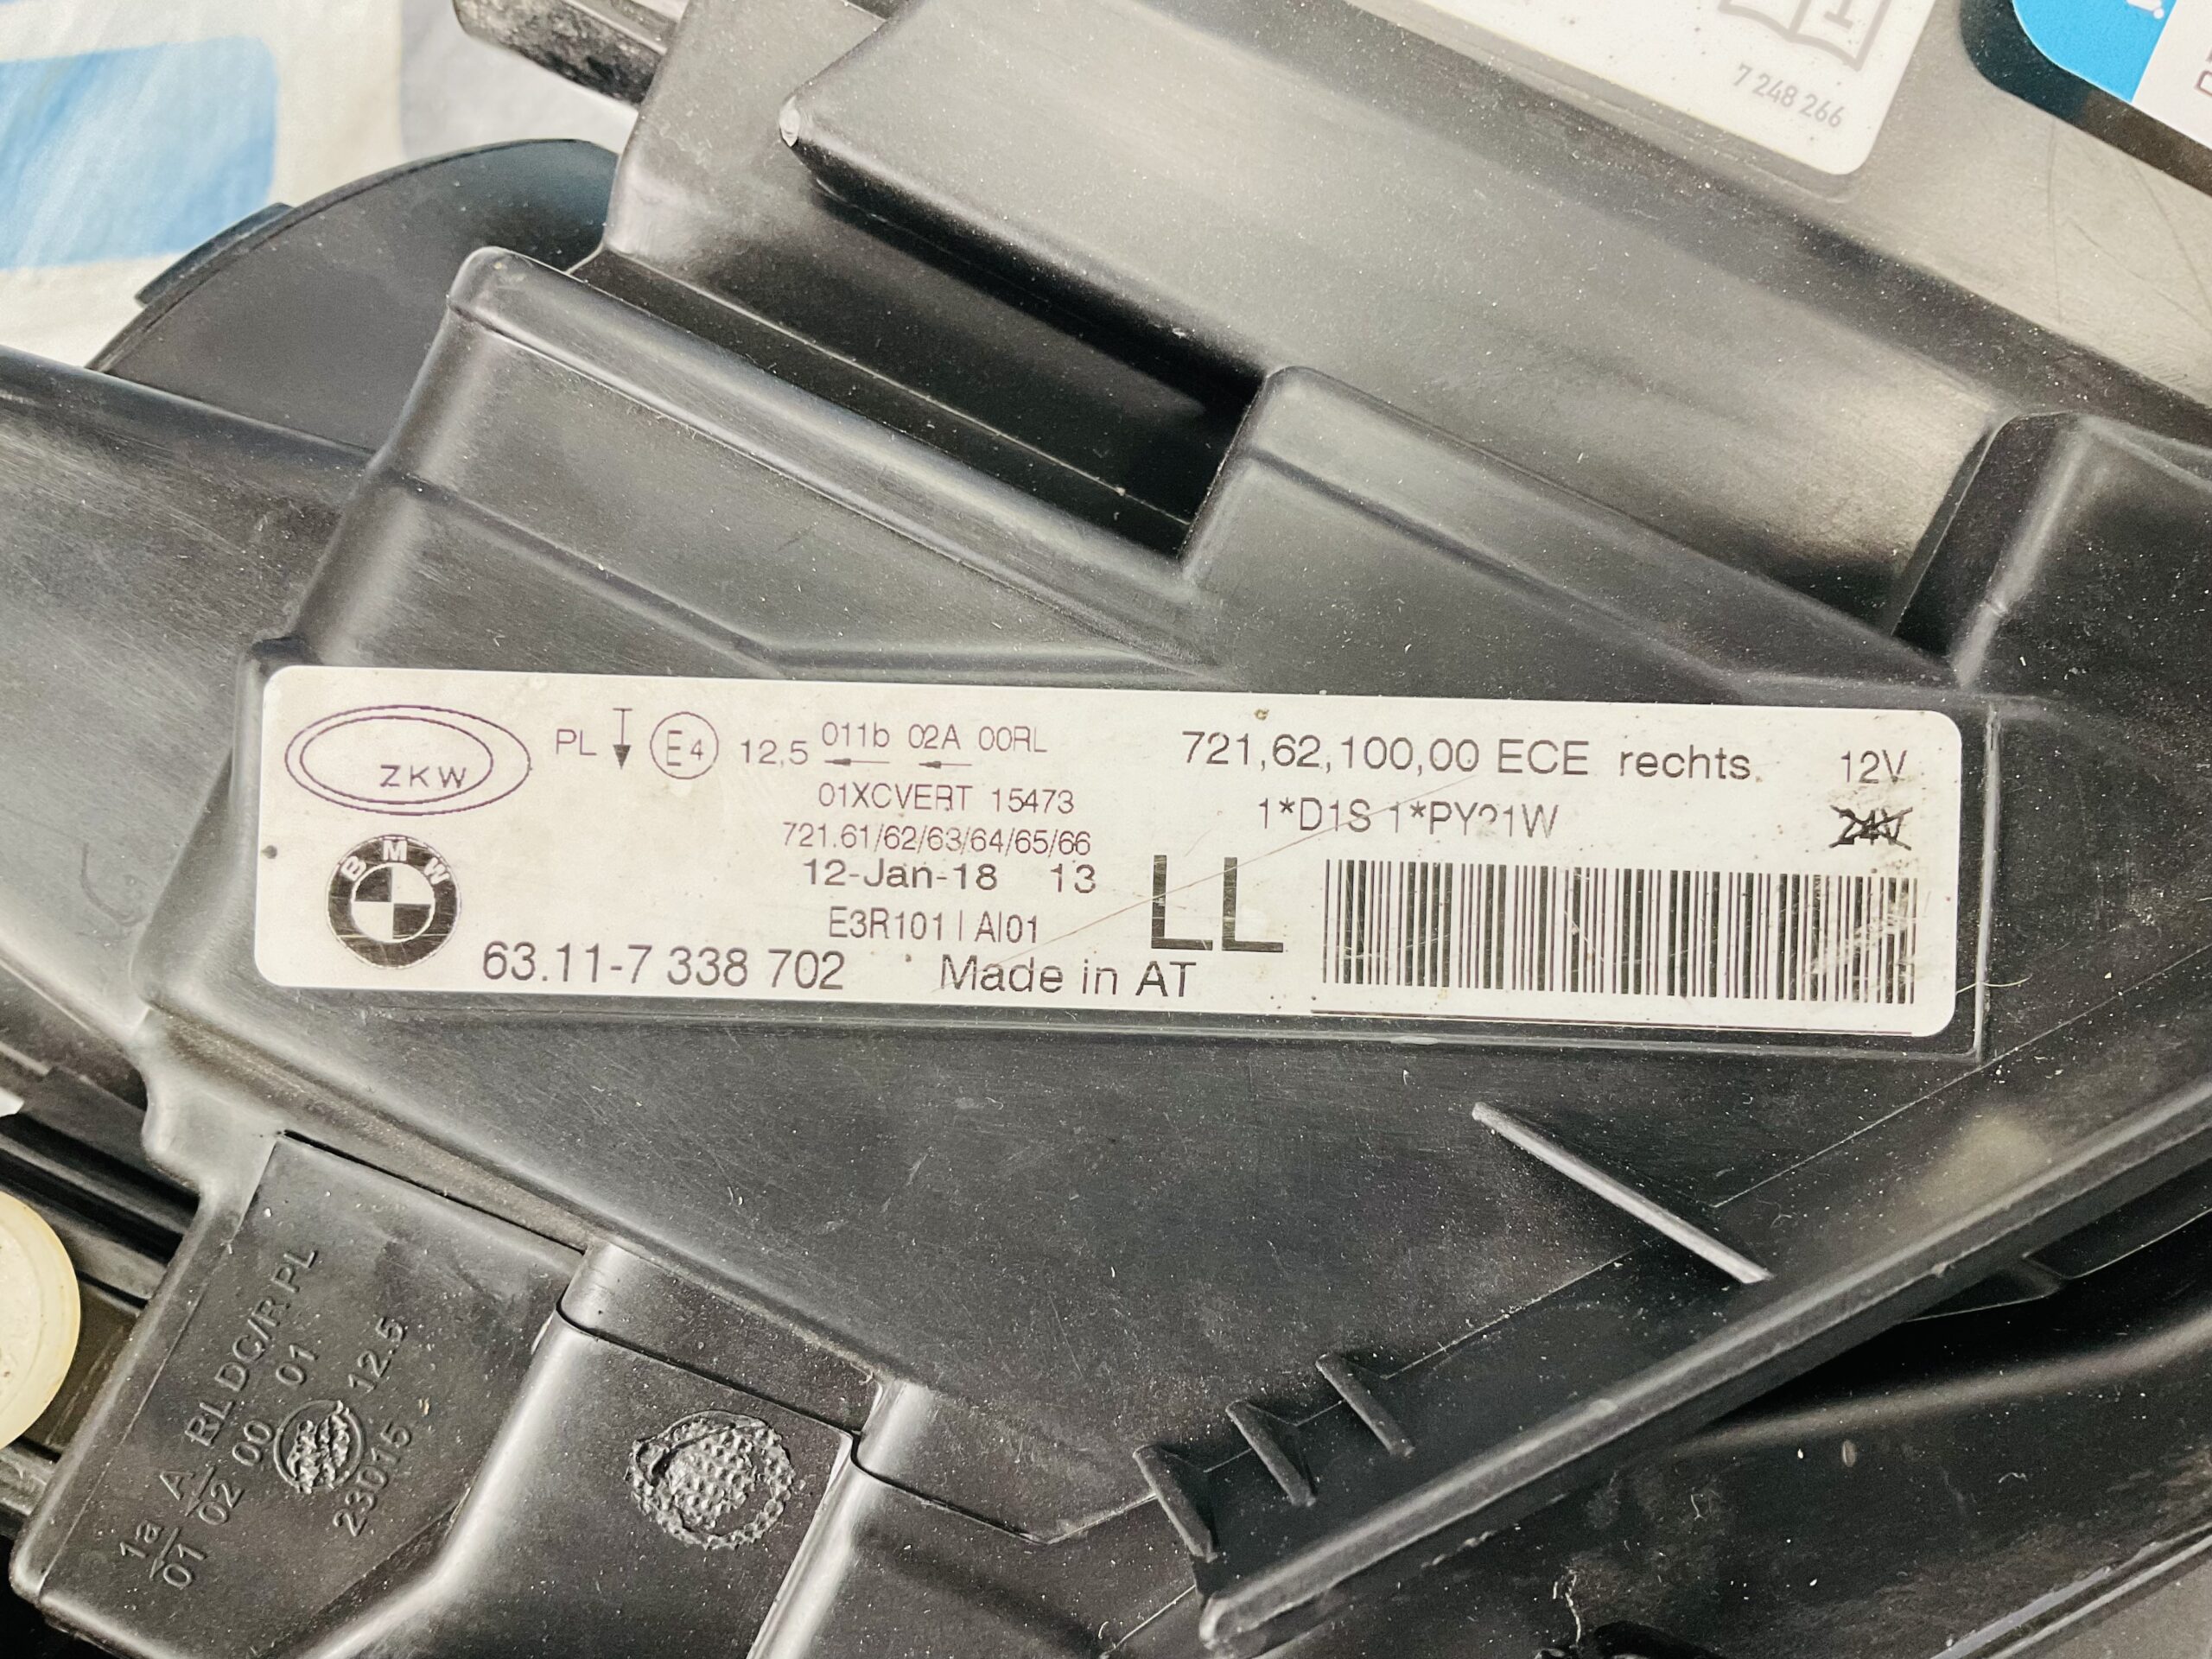 7 248 266
ZKW
PL E4 12,5 011b 02A 00RL
01XCVERT 15473
721.61/62/63/64/65/66
12-Jan-18 13
E3R101 | AI01
BMW
63.11-7 338 702 Made in AT
721,62,100,00 ECE rechts. 12V
1*D1S 1*PY21W 24V
LL
RL DC/R PL
1a A 00 01
01 02 12.5
23015